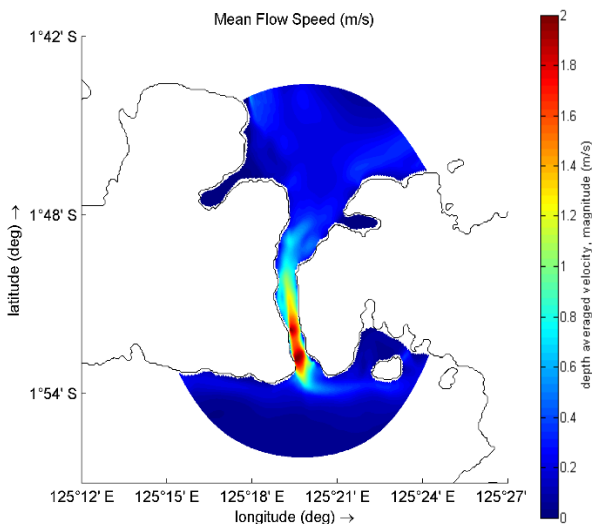 Mean Flow Speed (m/s)
1°42' S
1°48' S
1°54' S
latitude (deg) →
125°12' E
125°15' E
125°18' E
125°21' E
125°24' E
125°27' E
longitude (deg) →
2
1.8
1.6
1.4
1.2
1
0.8
0.6
0.4
0.2
0
depth averaged velocity, magnitude (m/s)